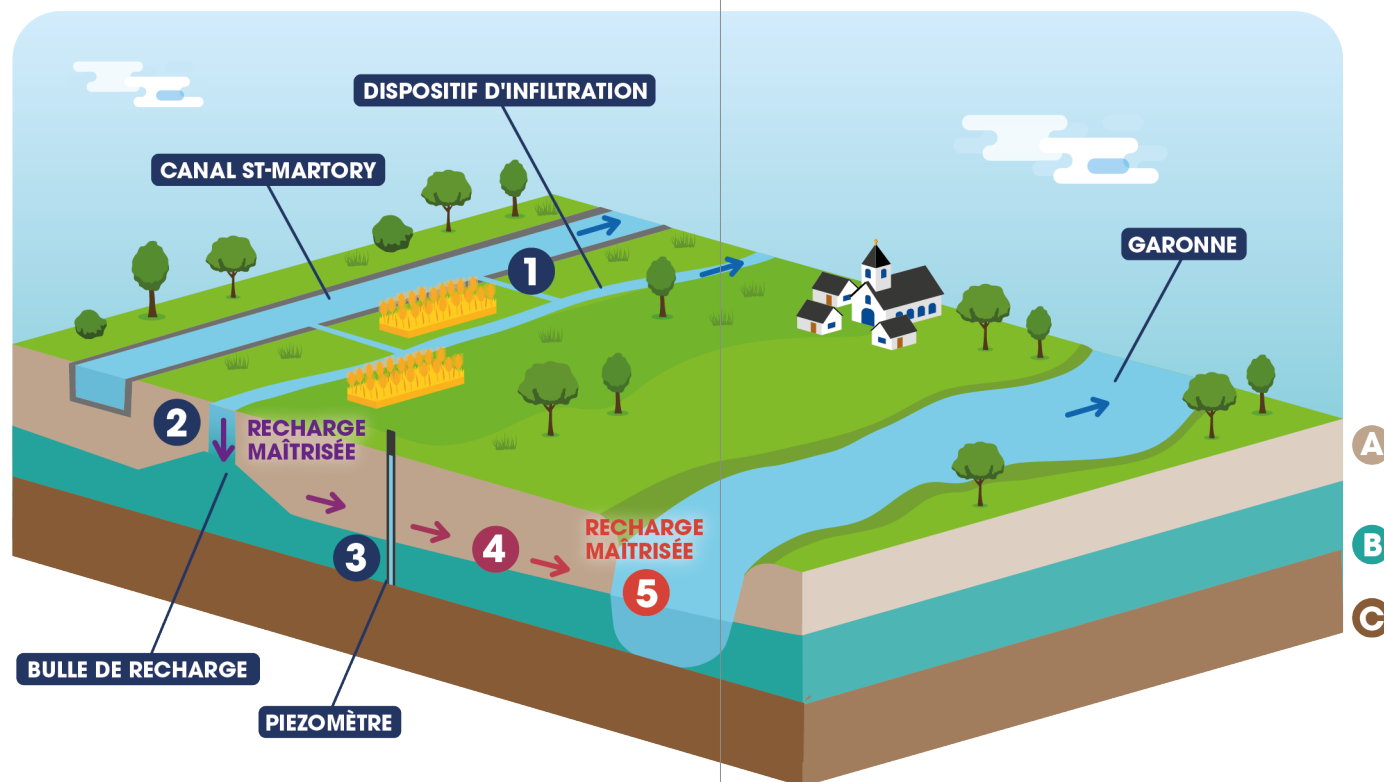 DISPOSITIF D'INFILTRATION
CANAL ST-MARTORY
GARONNE
1
2
RECHARGE
MAÎTRISÉE
A
3
4
RECHARGE
MAÎTRISÉE
5
B
C
BULLE DE RECHARGE
PIEZOMÈTRE